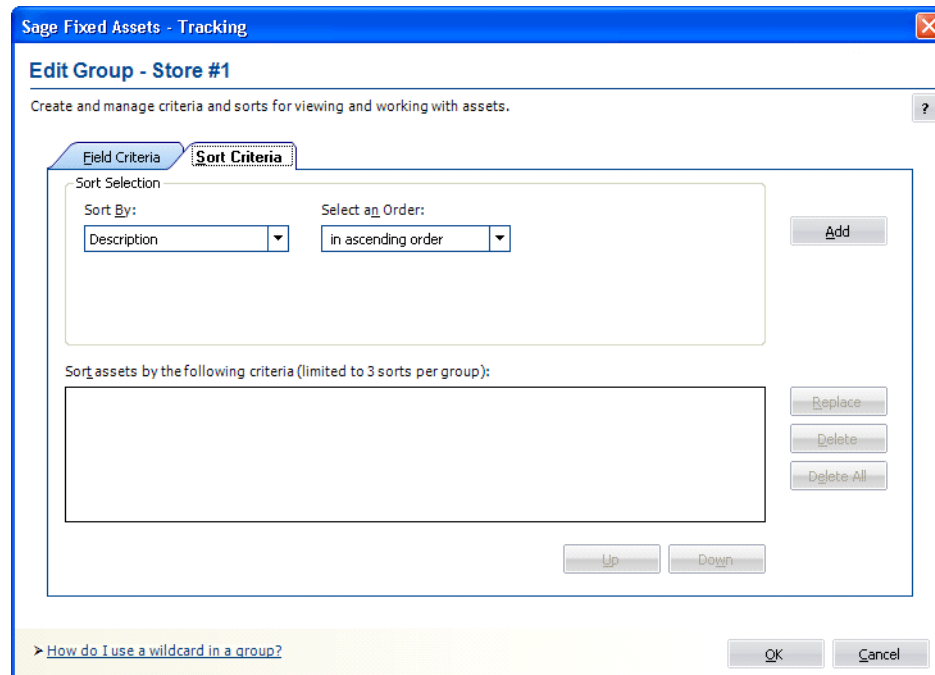 Sage Fixed Assets - Tracking
Edit Group - Store #1
Create and manage criteria and sorts for viewing and working with assets.
?
Field Criteria
Sort Criteria
Sort Selection
Sort By:
Select an Order:
Description
in ascending order
Add
Sort assets by the following criteria (limited to 3 sorts per group):
Replace
Delete
Delete All
Up
Down
How do I use a wildcard in a group?
OK
Cancel